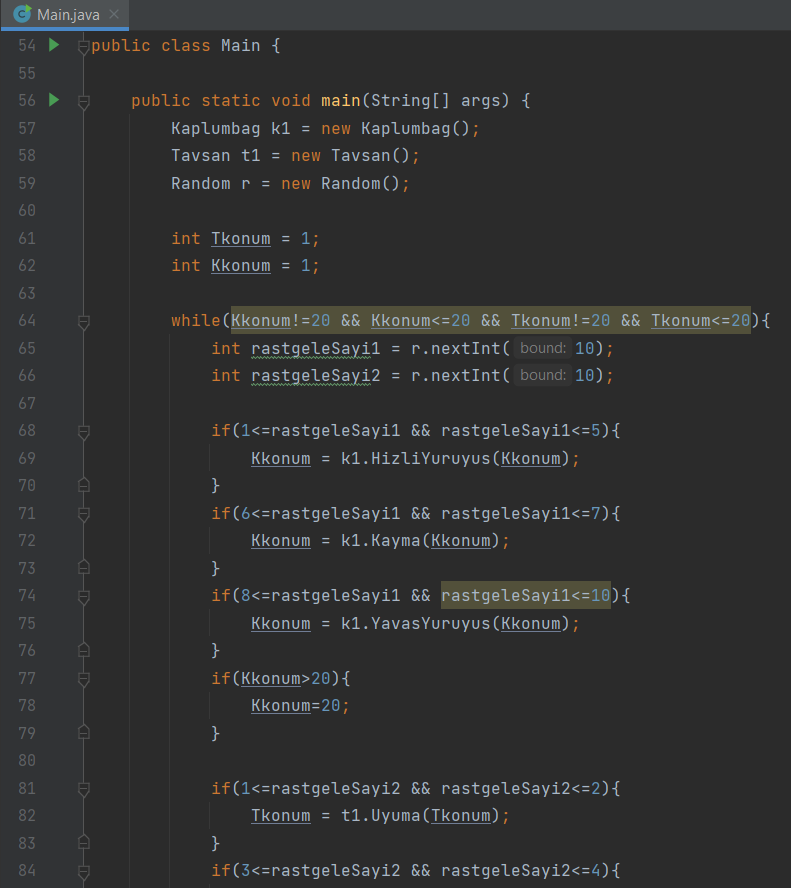 Main.java
54 public class Main {
55
56 public static void main(String[] args) {
57 Kaplumbag k1 = new Kaplumbag();
58 Tavsan t1 = new Tavsan();
59 Random r = new Random();
60
61 int Tkonum = 1;
62 int Kkonum = 1;
63
64 while(Kkonum!=20 && Kkonum<=20 && Tkonum!=20 && Tkonum<=20){
65 int rastgeleSayi1 = r.nextInt( bound: 10);
66 int rastgeleSayi2 = r.nextInt( bound: 10);
67
68 if(1<=rastgeleSayi1 && rastgeleSayi1<=5){
69 Kkonum = k1.HizliYuruyus(Kkonum);
70 }
71 if(6<=rastgeleSayi1 && rastgeleSayi1<=7){
72 Kkonum = k1.Kayma(Kkonum);
73 }
74 if(8<=rastgeleSayi1 && rastgeleSayi1<=10){
75 Kkonum = k1.YavasYuruyus(Kkonum);
76 }
77 if(Kkonum>20){
78 Kkonum=20;
79 }
80
81 if(1<=rastgeleSayi2 && rastgeleSayi2<=2){
82 Tkonum = t1.Uyuma(Tkonum);
83 }
84 if(3<=rastgeleSayi2 && rastgeleSayi2<=4){